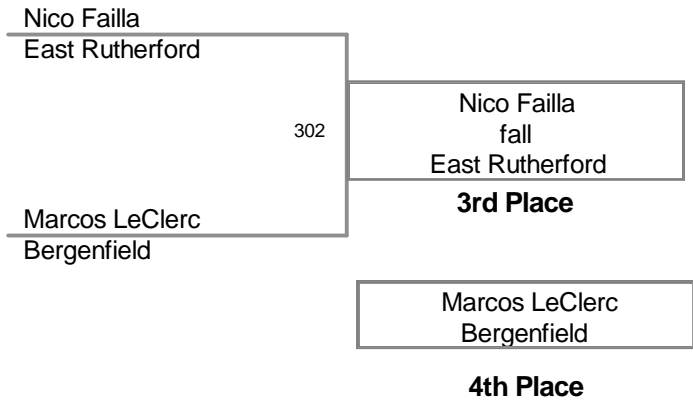 Nico Failla
East Rutherford
302
Nico Failla
fall
East Rutherford
3rd Place
Marcos LeClerc
Bergenfield
Marcos LeClerc
Bergenfield
4th Place